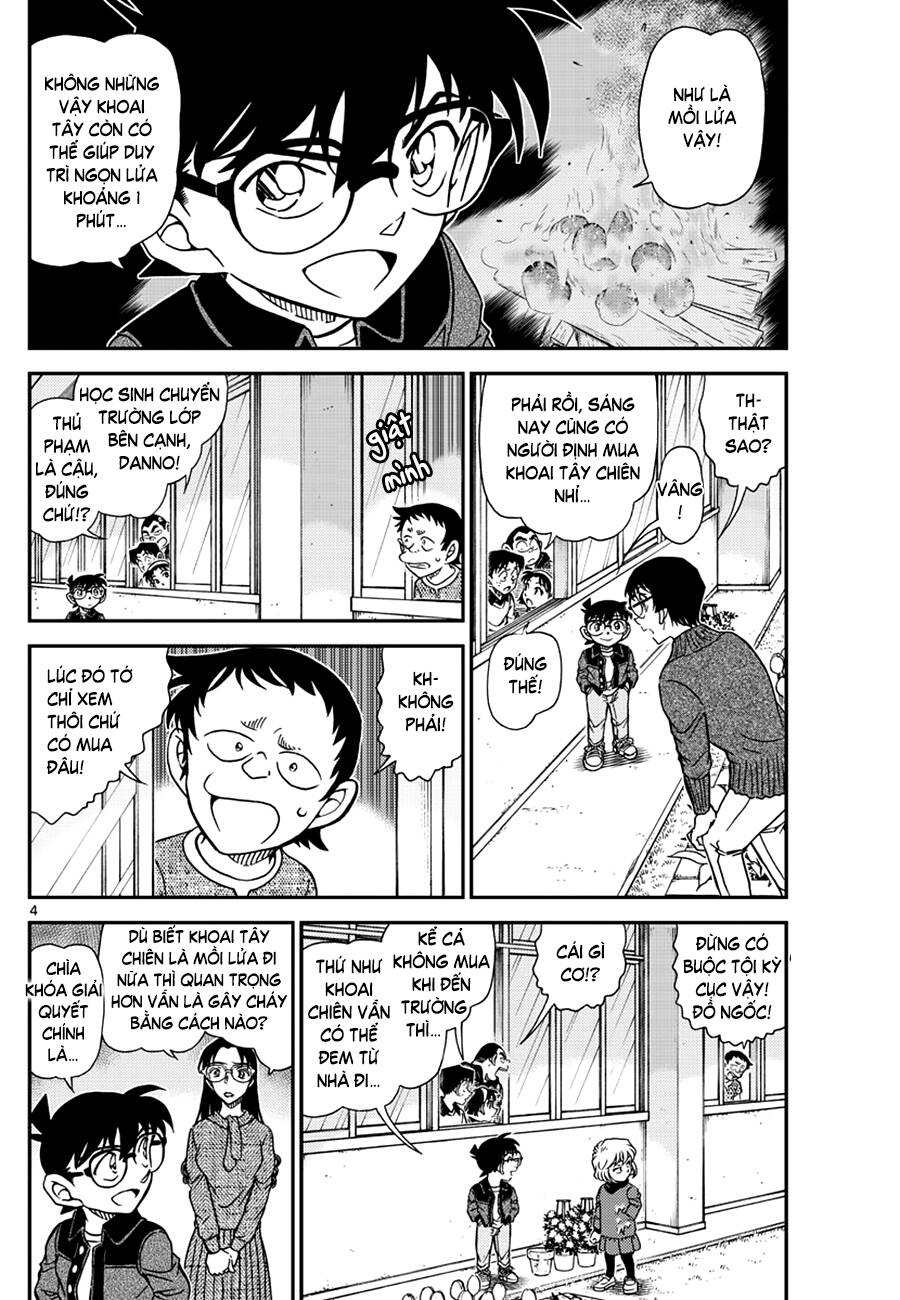 NHƯ LÀ
MỒI LỬA
VẬY!
KHÔNG NHỮNG
VẬY KHOAI
TÂY CÒN CÓ
THỂ GIÚP DUY
TRÌ NGỌN LỬA
KHOẢNG 1
PHÚT...
TH-
THẬT
SAO?
VÂNG
!
PHẢI RỒI, SÁNG
NAY CŨNG CÓ
NGƯỜI ĐỊNH MUA
KHOAI TÂY CHIÊN
NHỈ...
ĐÚNG
THẾ!
HỌC SINH CHUYỂN
TRƯỜNG LỚP
BÊN CẠNH,
DANNO!
THỦ
PHẠM
LÀ CẬU,
ĐÚNG
CHỨ!?
giật
mình
KH-
KHÔNG
PHẢI!
LÚC ĐÓ TỚ
CHỈ XEM
THÔI CHỨ
CÓ MUA
ĐÂU!
4
ĐỪNG CÓ
BUỘC TỘI KỲ
CỤC VẬY!
ĐỒ NGỐC!
CÁI GÌ
CƠ!?
KỂ CẢ
KHÔNG MUA
KHI ĐẾN
TRƯỜNG
THÌ...
THỨ NHƯ
KHOAI
CHIÊN VẪN
CÓ THỂ
ĐEM TỪ
NHÀ ĐI...
DÙ BIẾT KHOAI TÂY
CHIÊN LÀ MỒI LỬA ĐI
NỮA THÌ QUAN TRỌNG
HƠN VẪN LÀ GÂY CHÁY
BẰNG CÁCH NÀO?
CHÌA
KHÓA GIẢI
QUYẾT
CHÍNH
LÀ...